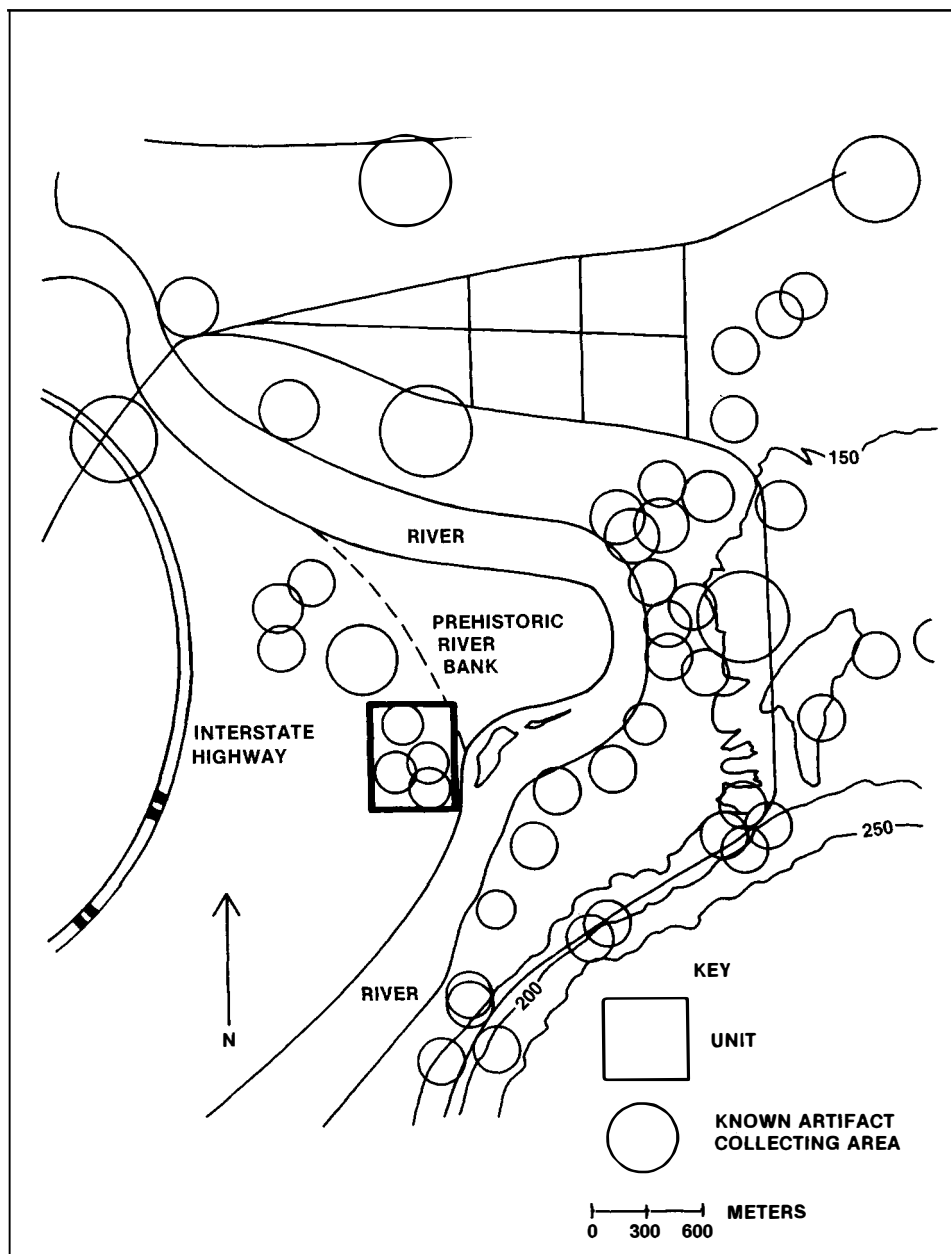 150
RIVER
PREHISTORIC
RIVER
BANK
INTERSTATE
HIGHWAY
250
KEY
200
RIVER
N
UNIT
KNOWN ARTIFACT
COLLECTING AREA
METERS
0 300 600